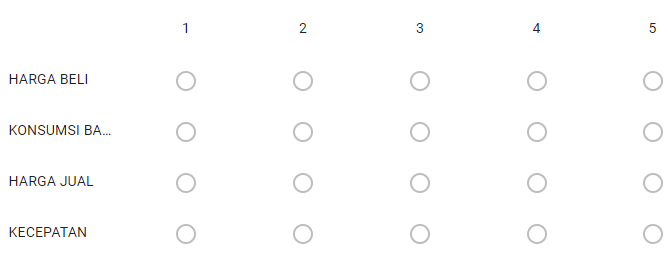 1 2 3 4 5
HARGA BELI
KONSUMSI BA...
HARGA JUAL
KECEPATAN